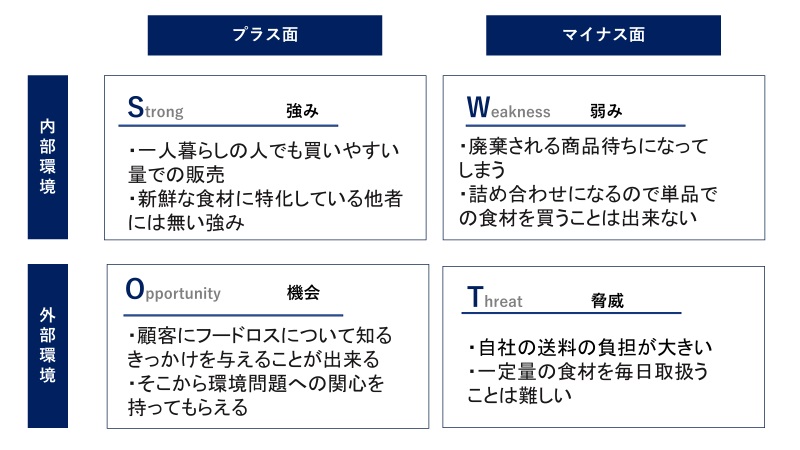 プラス面
マイナス面
内部環境
Strong 強み
・一人暮らしの人でも買いやすい
量での販売
・新鮮な食材に特化している他者
には無い強み
Weakness 弱み
・廃棄される商品待ちになって
しまう
・詰め合わせになるので単品で
の食材を買うことは出来ない
外部環境
Opportunity 機会
・顧客にフードロスについて知る
きっかけを与えることが出来る
・そこから環境問題への関心を
持ってもらえる
Threat 脅威
・自社の送料の負担が大きい
・一定量の食材を毎日取扱う
ことは難しい